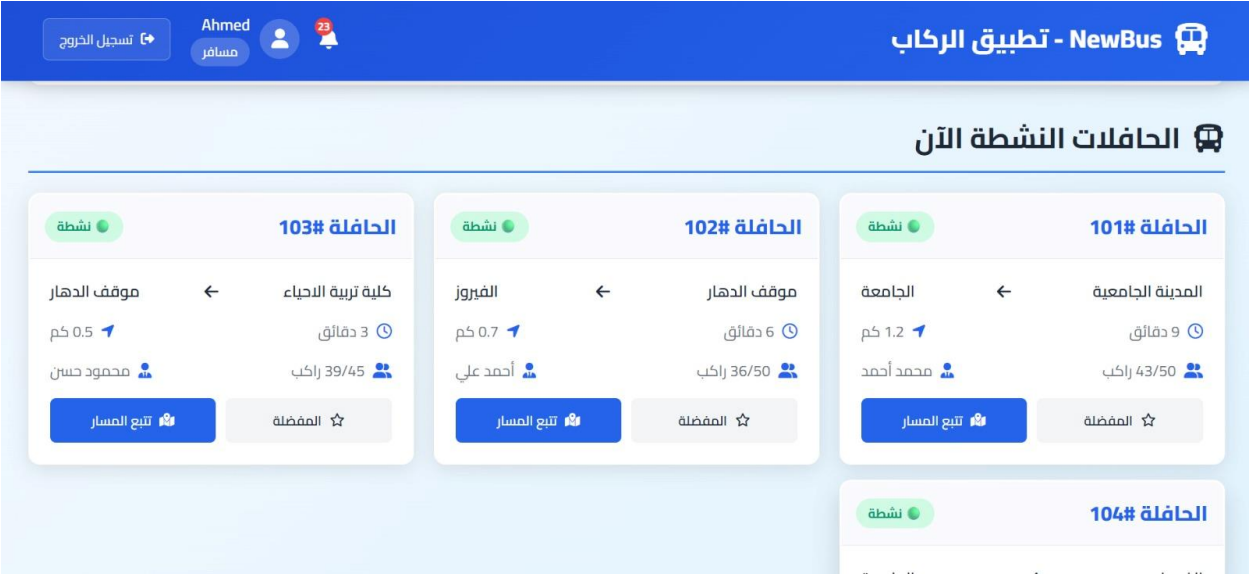 NewBus - تطبيق الركاب
23
Ahmed
مسافر
تسجيل الخروج
الحافلات النشطة الآن
الحافلة #101
نشطة
المدينة الجامعية ← الجامعة
9 دقائق
1.2 كم
43/50 راكب
محمد أحمد
المفضلة
تتبع المسار
الحافلة #102
نشطة
موقف الدهار ← الفيروز
6 دقائق
0.7 كم
36/50 راكب
أحمد علي
المفضلة
تتبع المسار
الحافلة #103
نشطة
كلية تربية الاحياء ← موقف الدهار
3 دقائق
0.5 كم
39/45 راكب
محمود حسن
المفضلة
تتبع المسار
الحافلة #104
نشطة